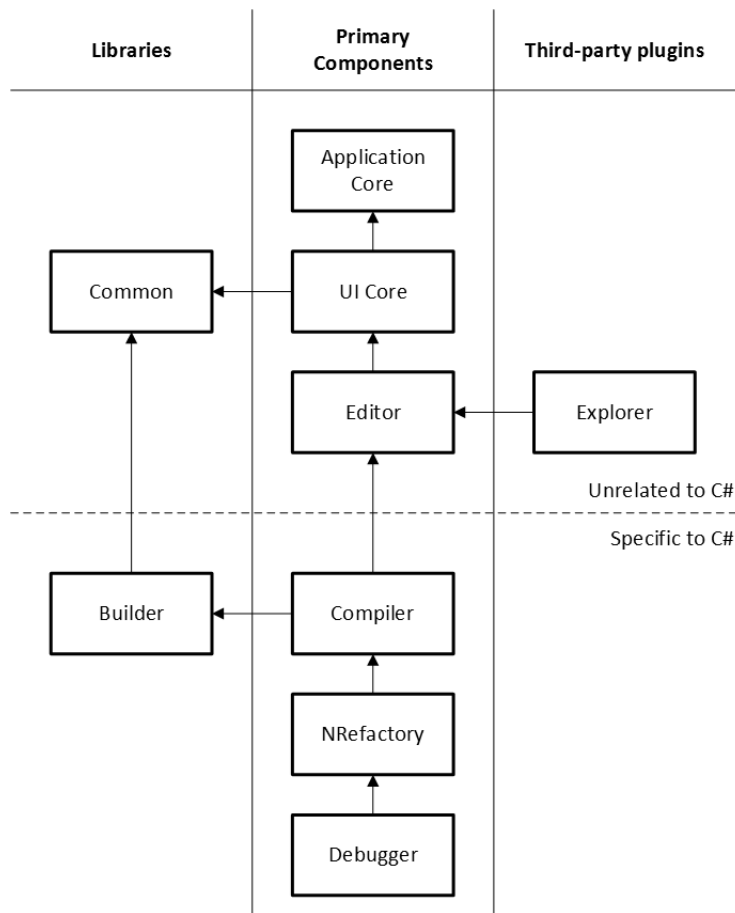 Libraries
Primary
Components
Third-party plugins
Application
Core
Common
UI Core
Editor
Explorer
Unrelated to C#
Specific to C#
Builder
Compiler
NRefactory
Debugger